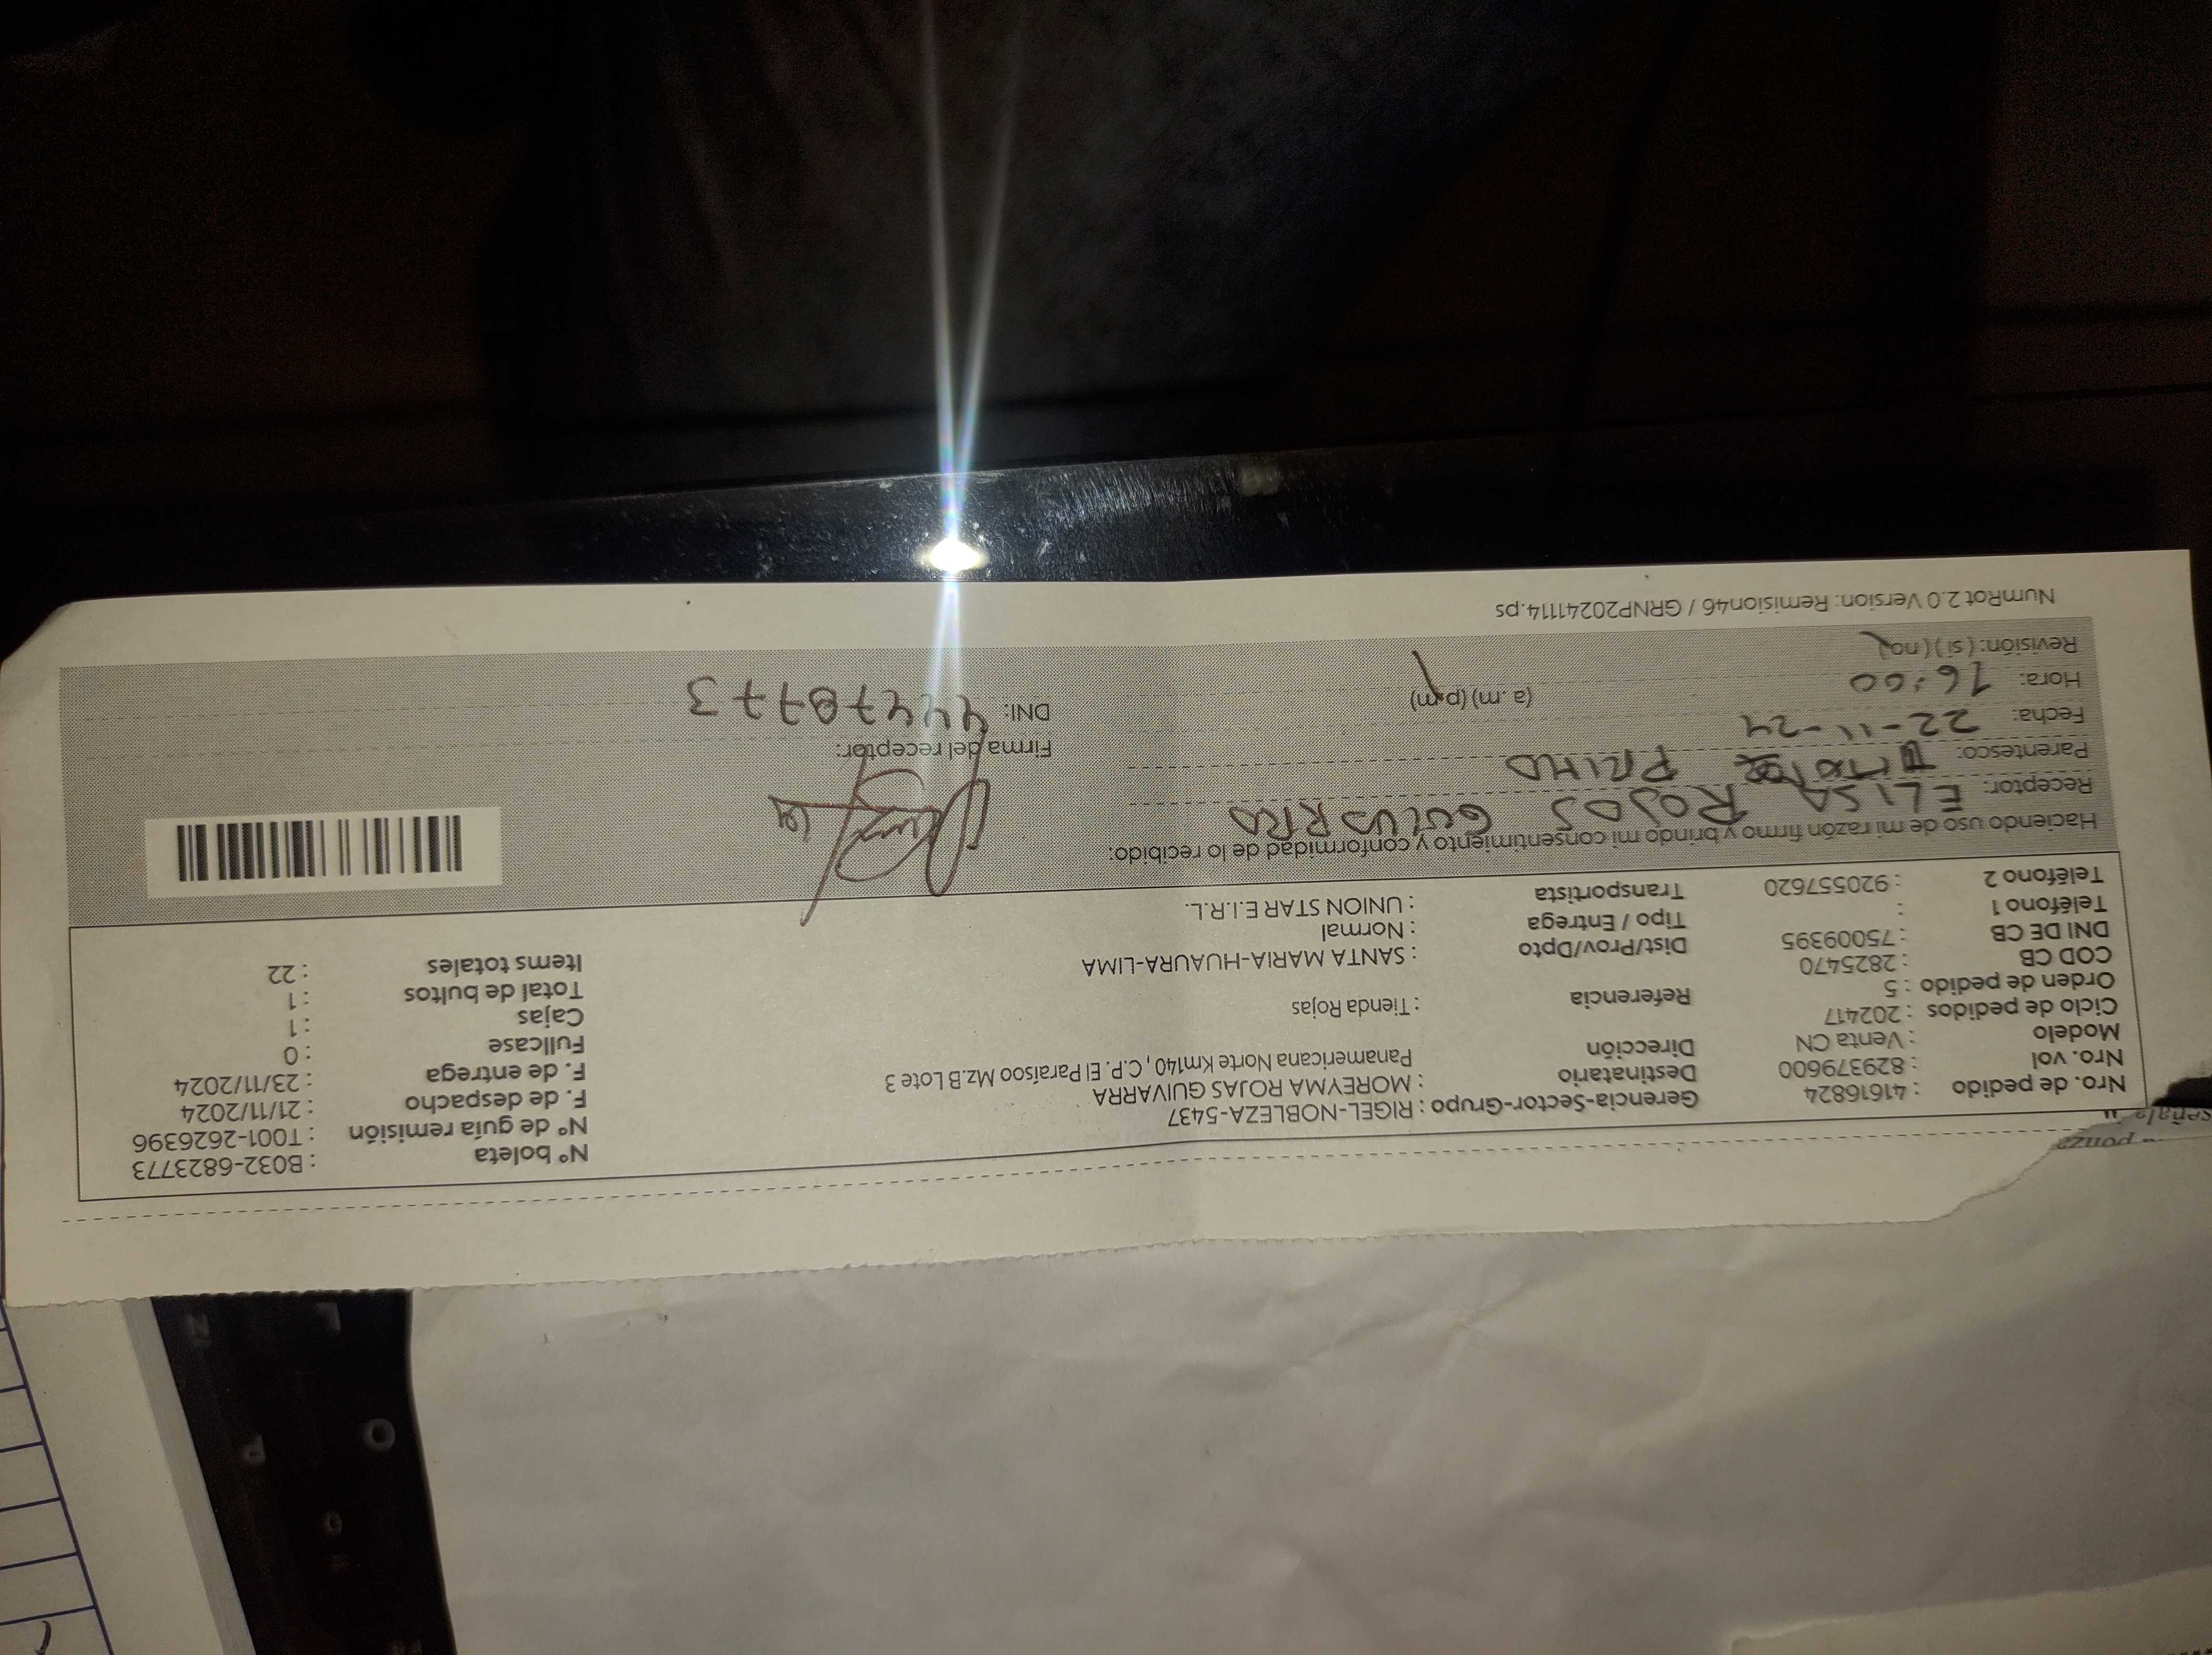 Nº boleta : B032-6823773
Nº de guía remisión : T001-2626396
F. de despacho : 21/11/2024
F. de entrega : 23/11/2024
Fullcase : 0
Cajas : 1
Total de bultos : 1
Items totales : 22
Gerencia-Sector-Grupo : RIGEL-NOBLEZA-5437
Destinatario : MOREYMA ROJAS GUIVARRA
Dirección Panamericana Norte Km140 , C.P. El Paraísoo Mz.B Lote 3
Referencia : Tienda Rojas
Dist/Prov/Dpto : SANTA MARIA-HUAURA-LIMA
Tipo / Entrega : Normal
Transportista : UNION STAR E.I.R.L.
Nro. de pedido : 41616824
Nro. vol : 829379600
Modelo : Venta CN
Ciclo de pedidos : 202417
Orden de pedido : 5
COD CB : 2825470
DNI DE CB : 75009395
Teléfono 1 :
Teléfono 2 : 920557620
Haciendo uso de mi razón firmo y brindo mi consentimiento y conformidad de lo recibido:
Receptor: ELISA ROJAS
Parentesco: PRIMA
Fecha: 22-11-24
Hora: 16:00 (a.m) (p.m)
Revisión: (si) (no)
Firma del receptor:
DNI: 44478773
NumRot 2.0 Version: Remision46 / GRNP20241114.ps